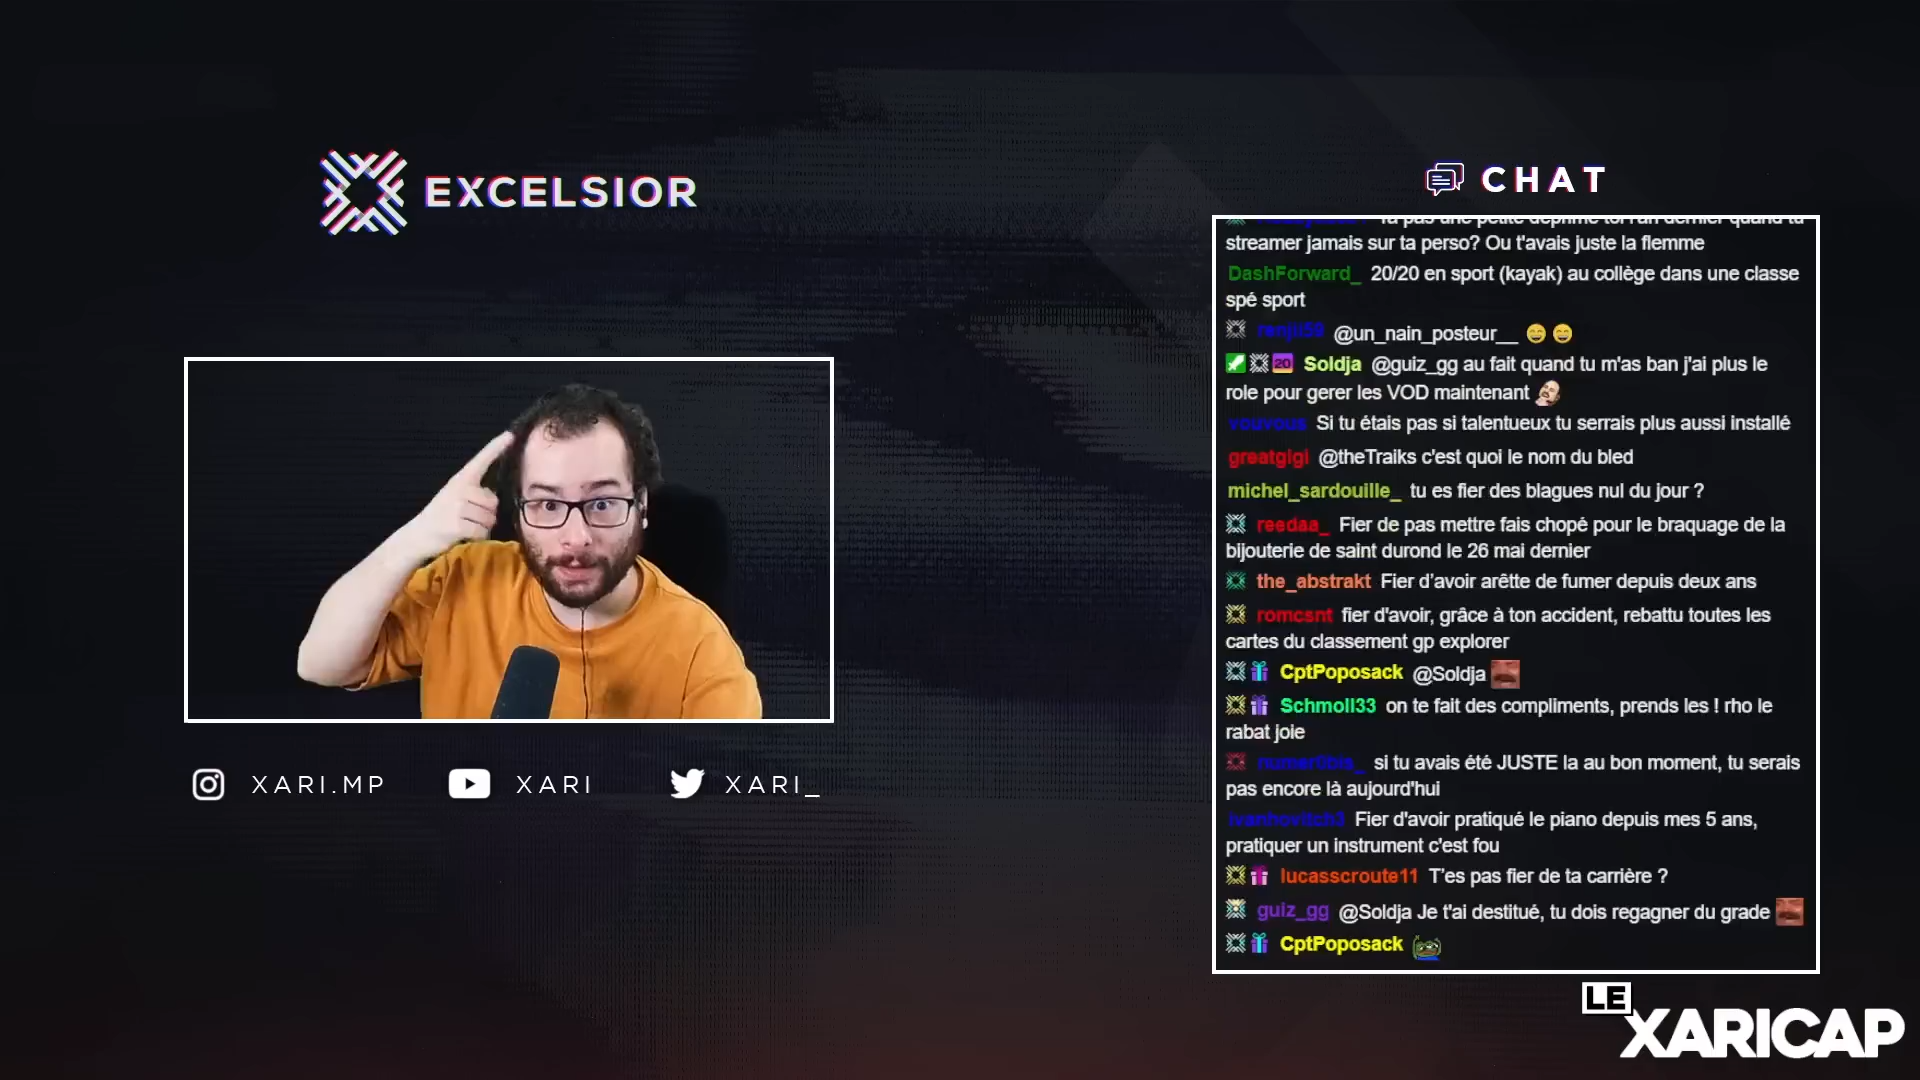 EXCELSIOR
XARI.MP
XARI
XARI_
CHAT
streamer jamais sur ta perso? Ou t'avais juste la flemme
DashForward_ 20/20 en sport (kayak) au collège dans une classe
spé sport
renjii59 @un_nain_posteur__
20 Soldja @guiz_gg au fait quand tu m'as ban j'ai plus le
role pour gerer les VOD maintenant
vouvous Si tu étais pas si talentueux tu serrais plus aussi installé
greatglgl @theTraiks c'est quoi le nom du bled
michel_sardouille_ tu es fier des blagues nul du jour ?
reedaa_ Fier de pas mettre fais chopé pour le braquage de la
bijouterie de saint durond le 26 mai dernier
the_abstrakt Fier d’avoir arêtte de fumer depuis deux ans
romcsnt fier d'avoir, grâce à ton accident, rebattu toutes les
cartes du classement gp explorer
CptPoposack @Soldja
Schmoll33 on te fait des compliments, prends les ! rho le
rabat joie
numer0bis_ si tu avais été JUSTE la au bon moment, tu serais
pas encore là aujourd'hui
ivanhovitch3 Fier d'avoir pratiqué le piano depuis mes 5 ans,
pratiquer un instrument c'est fou
lucasscroute11 T'es pas fier de ta carrière ?
guiz_gg @Soldja Je t'ai destitué, tu dois regagner du grade
CptPoposack
LE
XARICAP